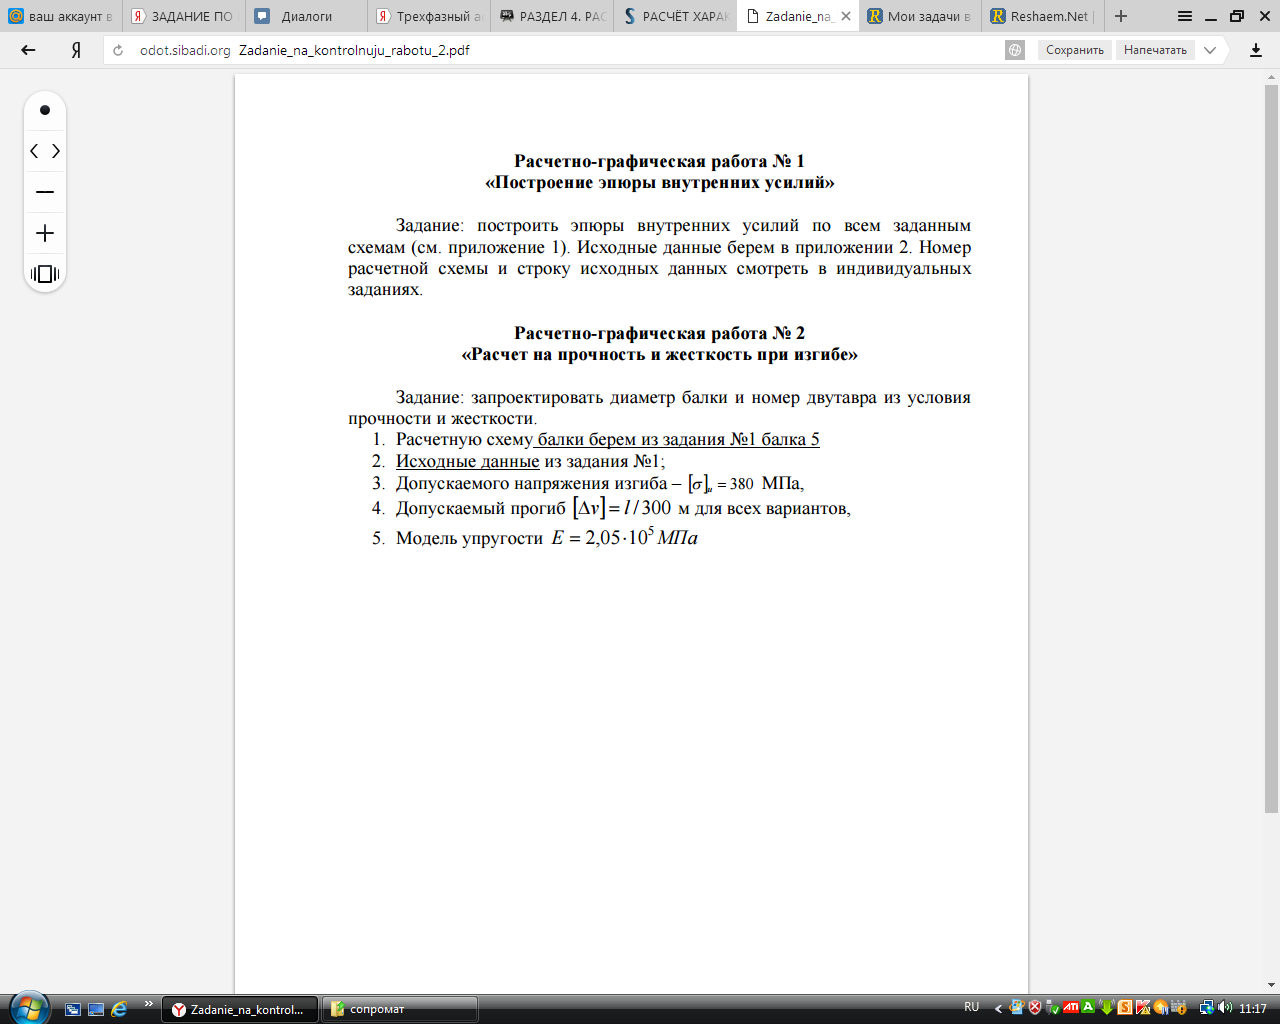 ваш аккаунт в
ЗАДАНИЕ ПО
Диалоги
Трехфазный ас
РАЗДЕЛ 4. РАС
РАСЧЁТ ХАРАК
Zadanie_na_
Мои задачи в
Reshaem.Net |
odot.sibadi.org Zadanie_na_kontrolnuju_rabotu_2.pdf
Сохранить
Напечатать
Расчетно-графическая работа № 1
«Построение эпюры внутренних усилий»
Задание: построить эпюры внутренних усилий по всем заданным
схемам (см. приложение 1). Исходные данные берем в приложении 2. Номер
расчетной схемы и строку исходных данных смотреть в индивидуальных
заданиях.
Расчетно-графическая работа № 2
«Расчет на прочность и жесткость при изгибе»
Задание: запроектировать диаметр балки и номер двутавра из условия
прочности и жесткости.
1. Расчетную схему балки берем из задания №1 балка 5
2. Исходные данные из задания №1;
3. Допускаемого напряжения изгиба – [σ]и = 380 МПа,
4. Допускаемый прогиб [Δv] = l / 300 м для всех вариантов,
5. Модель упругости E = 2,05·10⁵ МПа
Zadanie_na_kontrol...
сопромат
RU
11:17